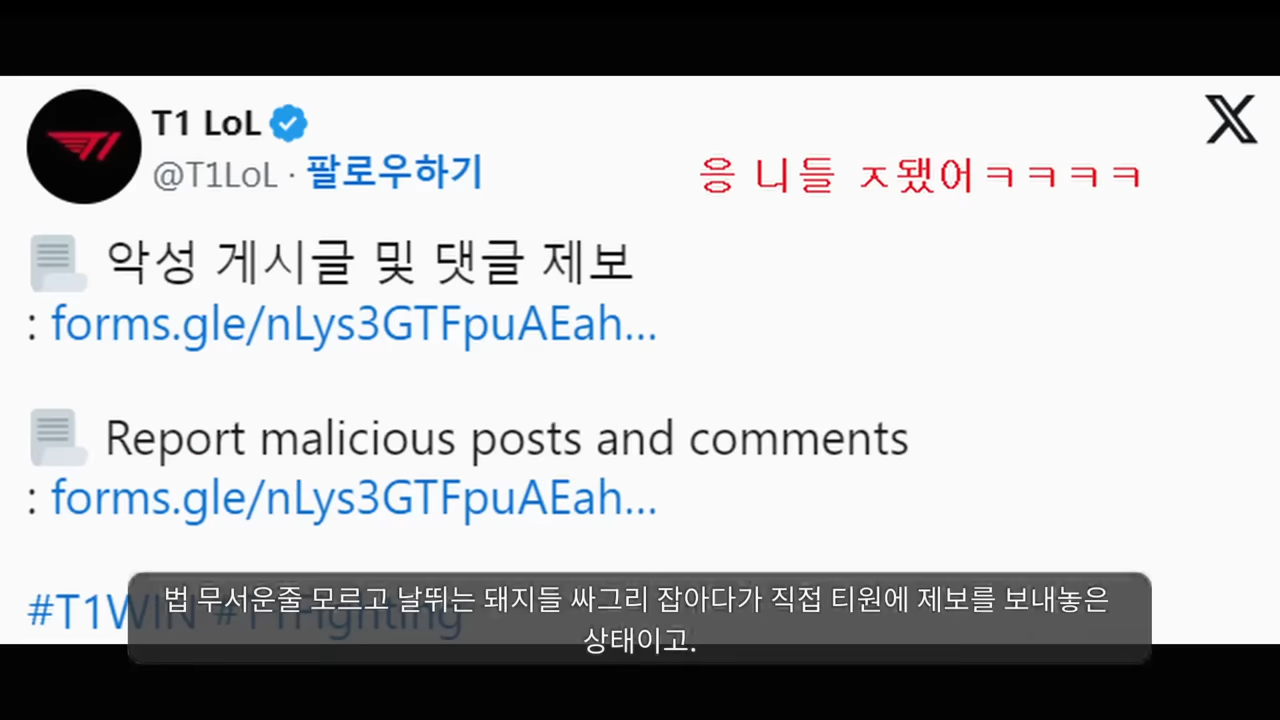 T1 LoL
@T1LoL · 팔로우하기
응 니들 ㅈ됐어ㅋㅋㅋㅋ
악성 게시글 및 댓글 제보
: forms.gle/nLys3GTFpuAEah...
Report malicious posts and comments
: forms.gle/nLys3GTFpuAEah...
#T1WIN #T1Fighting
법 무서운줄 모르고 날뛰는 돼지들 싸그리 잡아다가 직접 티원에 제보를 보내놓은
상태이고.